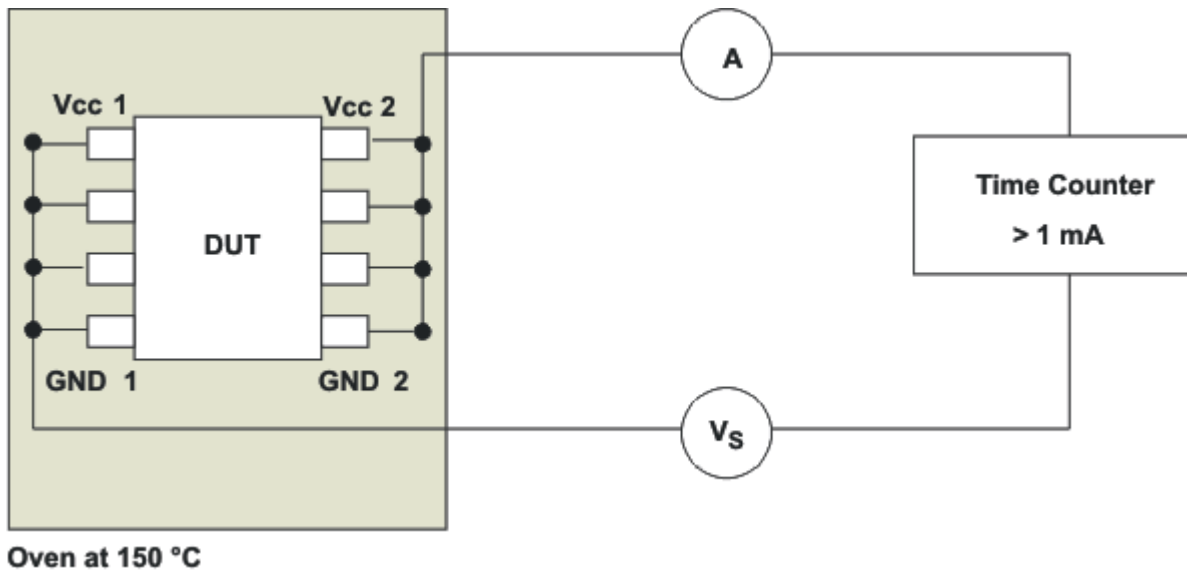 A
Vcc 1
Vcc 2
Time Counter
> 1 mA
DUT
GND 1
GND 2
VS
Oven at 150 °C